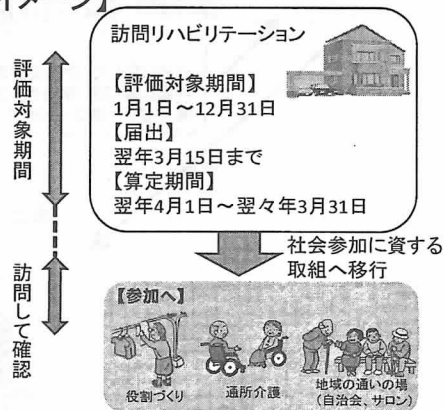 イメージ】
訪問リハビリテーション
【評価対象期間】
1月1日～12月31日
【届出】
翌年3月15日まで
【算定期間】
翌年4月1日～翌々年3月31日
評価対象期間
訪問して確認
社会参加に資する
取組へ移行
【参加へ】
役割づくり
通所介護
地域の通いの場
（自治会、サロン）